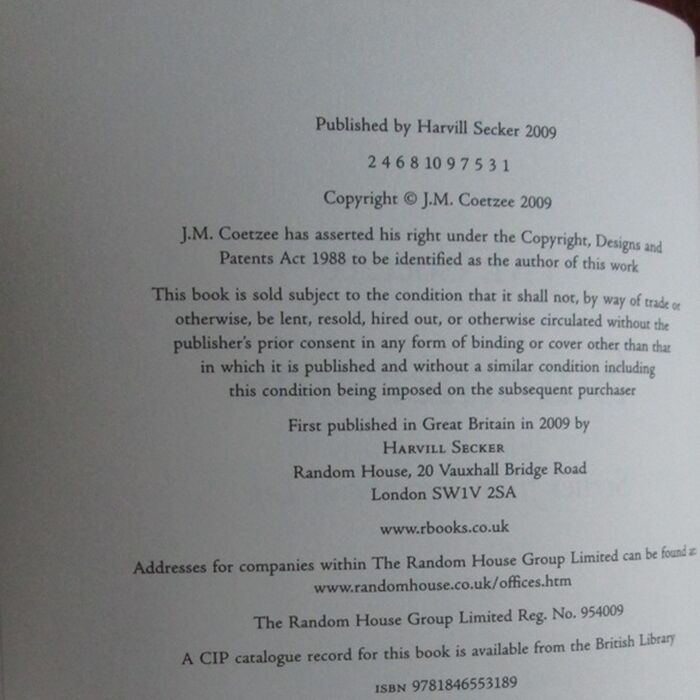 Published by Harvill Secker 2009
2 4 6 8 10 9 7 5 3 1
Copyright © J.M. Coetzee 2009
J.M. Coetzee has asserted his right under the Copyright, Designs and
Patents Act 1988 to be identified as the author of this work
This book is sold subject to the condition that it shall not, by way of trade or
otherwise, be lent, resold, hired out, or otherwise circulated without the
publisher's prior consent in any form of binding or cover other than that
in which it is published and without a similar condition including
this condition being imposed on the subsequent purchaser
First published in Great Britain in 2009 by
HARVILL SECKER
Random House, 20 Vauxhall Bridge Road
London SW1V 2SA
www.rbooks.co.uk
Addresses for companies within The Random House Group Limited can be found at
www.randomhouse.co.uk/offices.htm
The Random House Group Limited Reg. No. 954009
A CIP catalogue record for this book is available from the British Library
ISBN 9781846553189